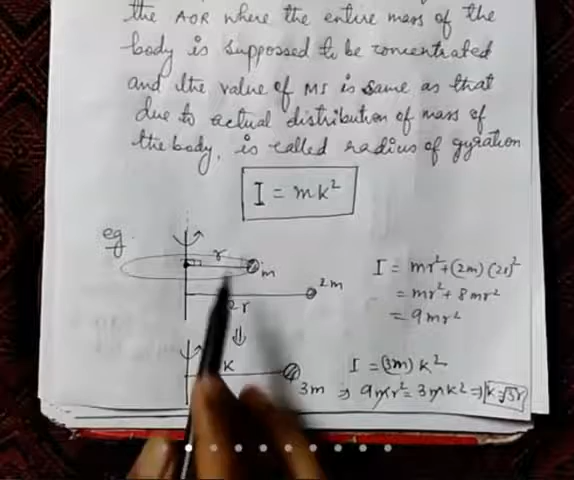 the AOR where the entire mass of the
body is suppossed to be concentrated
and the value of MI is same as that
due to actual distribution of mass of
the body, is called radius of gyration
I = mk²
eg.
r
m
2m
2r
I = mr² + (2m) (2r)²
= mr² + 8mr²
= 9mr²
K
3m
I = (3m) k²
⇒ 9mr² = 3mk² ⇒ k = √3r